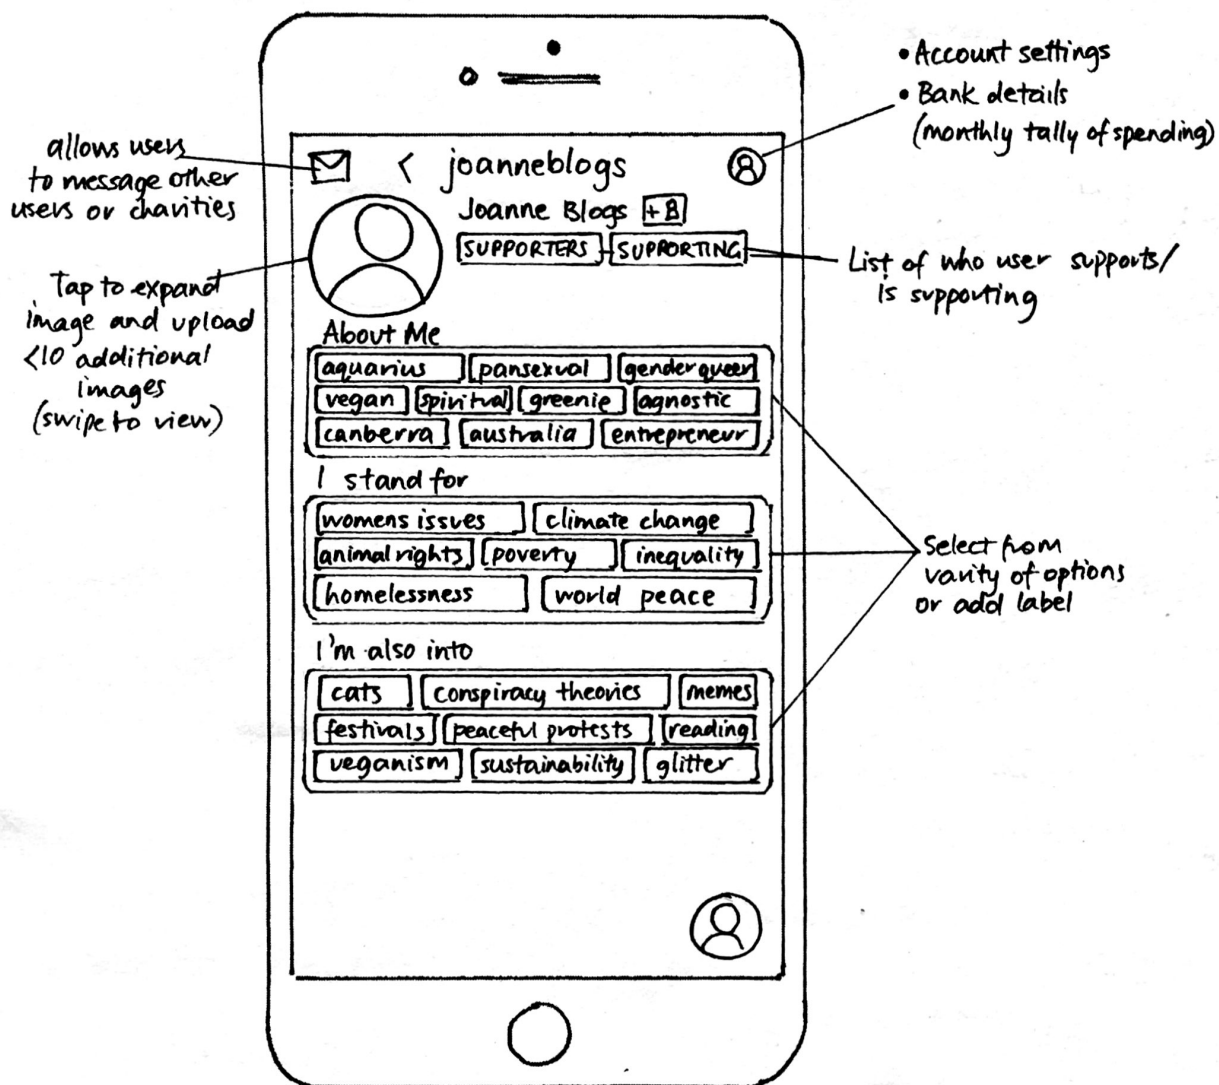 • Account settings
• Bank details
(monthly tally of spending)
allows users
to message other
users or charities
< joanneblogs
Joanne Blogs +
SUPPORTERS SUPPORTING
List of who user supports/
is supporting
Tap to expand
image and upload
<10 additional
images
(swipe to view)
About Me
aquarius pansexual genderqueer
vegan spiritual greenie agnostic
canberra australia entrepreneur
I stand for
womens issues climate change
animal rights poverty inequality
homelessness world peace
Select from
varity of options
or add label
I'm also into
cats conspiracy theories memes
festivals peaceful protests reading
veganism sustainability glitter